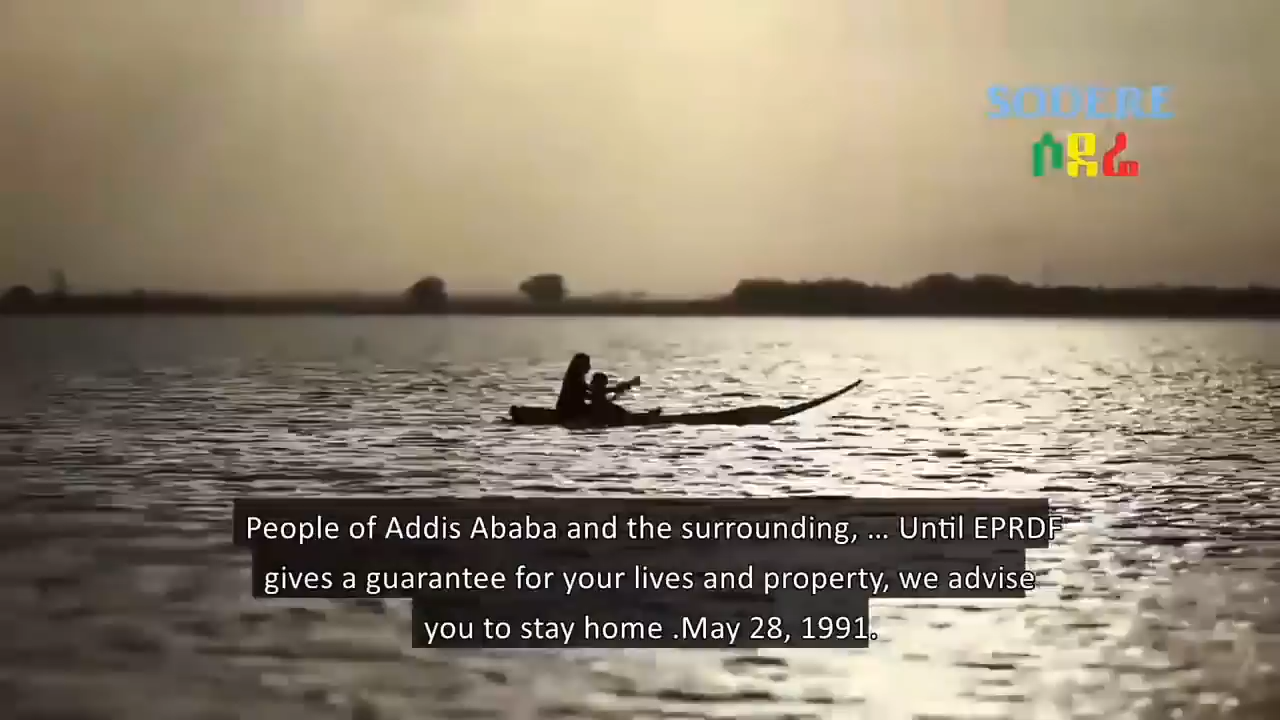 SODERE
ሶደሬ
People of Addis Ababa and the surrounding, ... Until EPRDF
gives a guarantee for your lives and property, we advise
you to stay home .May 28, 1991.